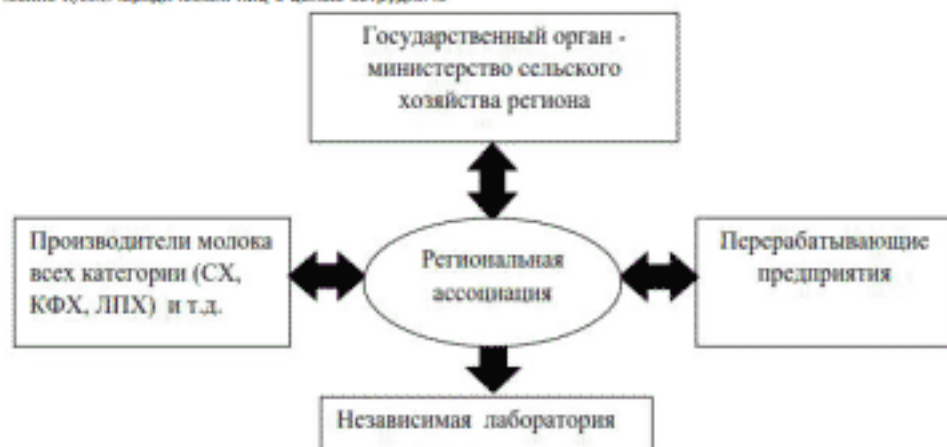 Государственный орган -
министерство сельского
хозяйства региона
Производители молока
всех категории (СХ,
КФХ, ЛПХ) и т.д.
Региональная
ассоциация
Перерабатывающие
предприятия
Независимая лаборатория